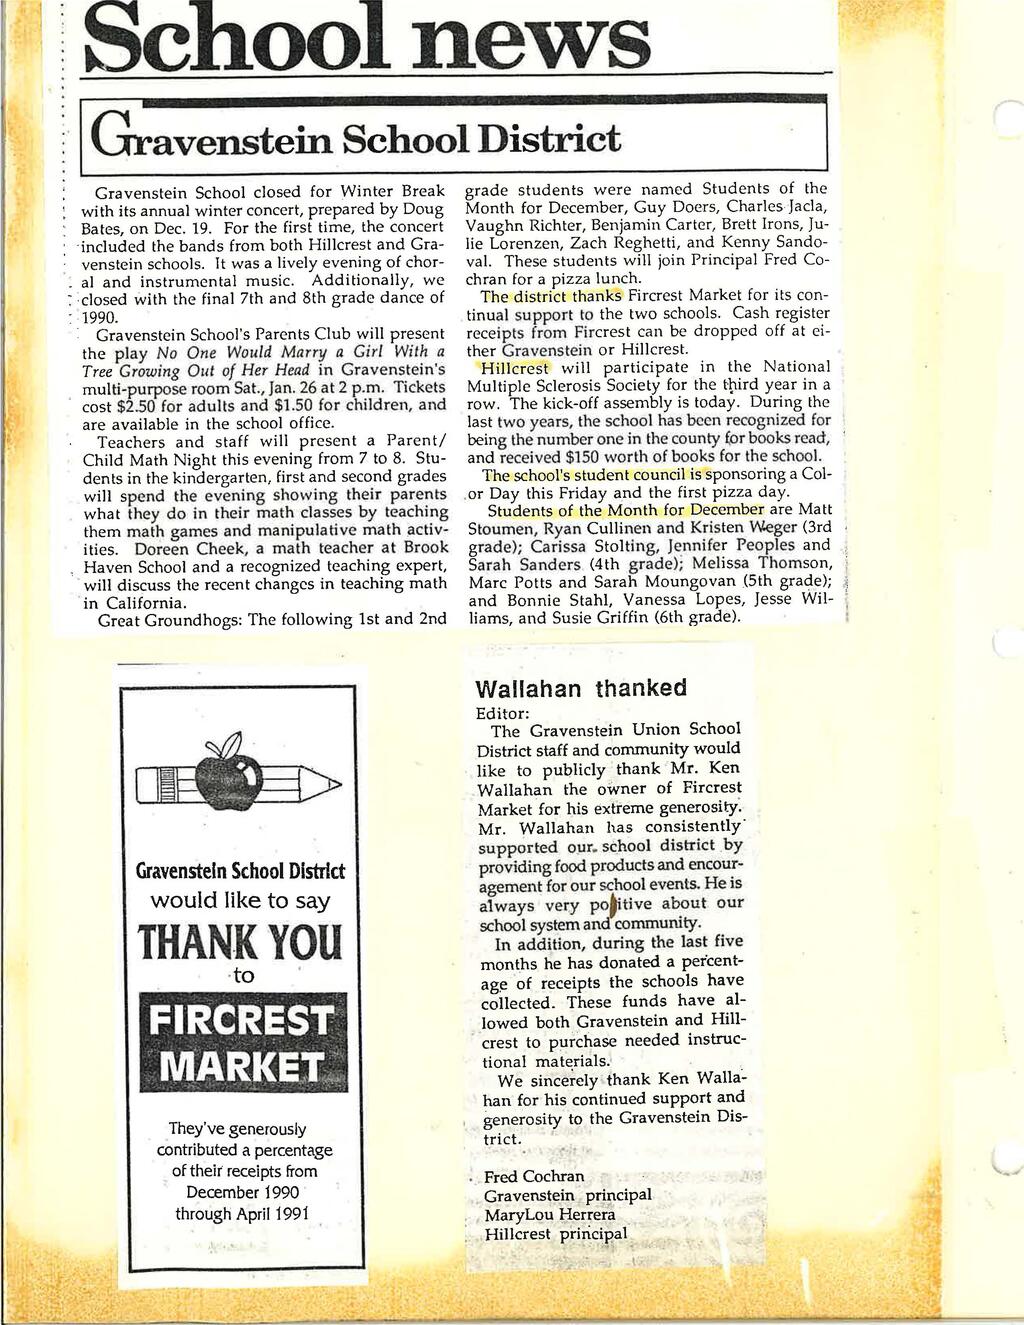 School news
Gravenstein School District
Gravenstein School closed for Winter Break
with its annual winter concert, prepared by Doug
Bates, on Dec. 19. For the first time, the concert
included the bands from both Hillcrest and Gra-
venstein schools. It was a lively evening of chor-
al and instrumental music. Additionally, we
closed with the final 7th and 8th grade dance of
1990.
Gravenstein School's Parents Club will present
the play No One Would Marry a Girl With a
Tree Growing Out of Her Head in Gravenstein's
multi-purpose room Sat., Jan. 26 at 2 p.m. Tickets
cost $2.50 for adults and $1.50 for children, and
are available in the school office.
Teachers and staff will present a Parent/
Child Math Night this evening from 7 to 8. Stu-
dents in the kindergarten, first and second grades
will spend the evening showing their parents
what they do in their math classes by teaching
them math games and manipulative math activ-
ities. Doreen Cheek, a math teacher at Brook
Haven School and a recognized teaching expert,
will discuss the recent changes in teaching math
in California.
Great Groundhogs: The following 1st and 2nd
grade students were named Students of the
Month for December, Guy Doers, Charles Jacla,
Vaughn Richter, Benjamin Carter, Brett Irons, Ju-
lie Lorenzen, Zach Reghetti, and Kenny Sando-
val. These students will join Principal Fred Co-
chran for a pizza lunch.
The district thanks Fircrest Market for its con-
tinual support to the two schools. Cash register
receipts from Fircrest can be dropped off at ei-
ther Gravenstein or Hillcrest.
Hillcrest will participate in the National
Multiple Sclerosis Society for the third year in a
row. The kick-off assembly is today. During the
last two years, the school has been recognized for
being the number one in the county for books read,
and received $150 worth of books for the school.
The school's student council is sponsoring a Col-
or Day this Friday and the first pizza day.
Students of the Month for December are Matt
Stoumen, Ryan Cullinen and Kristen Weger (3rd
grade); Carissa Stolting, Jennifer Peoples and
Sarah Sanders (4th grade); Melissa Thomson,
Marc Potts and Sarah Moungovan (5th grade);
and Bonnie Stahl, Vanessa Lopes, Jesse Wil-
liams, and Susie Griffin (6th grade).
Gravenstein School District
would like to say
THANK YOU
to
FIRCREST
MARKET
They've generously
contributed a percentage
of their receipts from
December 1990
through April 1991
Wallahan thanked
Editor:
The Gravenstein Union School
District staff and community would
like to publicly thank Mr. Ken
Wallahan the owner of Fircrest
Market for his extreme generosity.
Mr. Wallahan has consistently
supported our school district by
providing food products and encour-
agement for our school events. He is
always very positive about our
school system and community.
In addition, during the last five
months he has donated a percent-
age of receipts the schools have
collected. These funds have al-
lowed both Gravenstein and Hill-
crest to purchase needed instruc-
tional materials.
We sincerely thank Ken Walla-
han for his continued support and
generosity to the Gravenstein Dis-
trict.
Fred Cochran
Gravenstein principal
MaryLou Herrera
Hillcrest principal